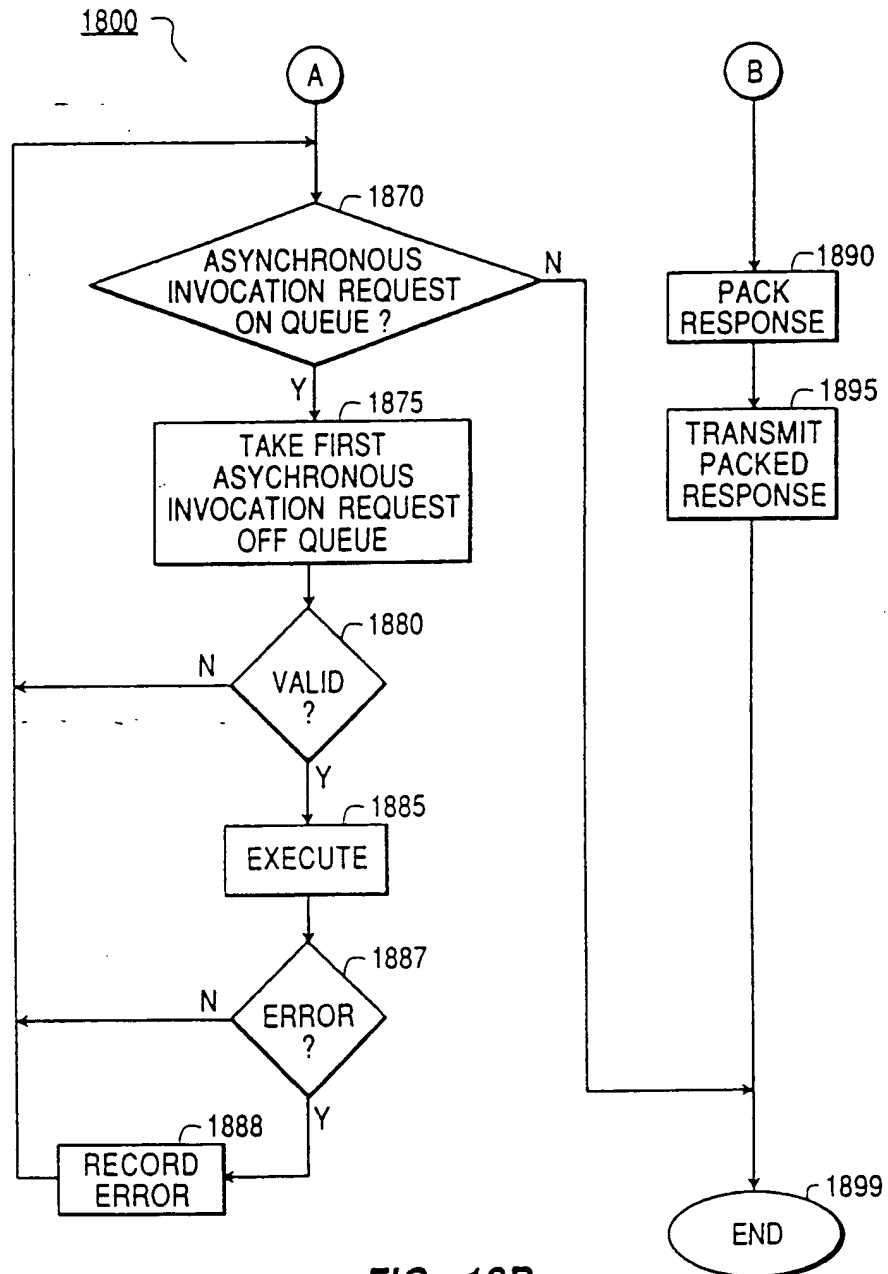 1800
A
B
1870
ASYNCHRONOUS
INVOCATION REQUEST
ON QUEUE ?
N
Y
1875
TAKE FIRST
ASYCHRONOUS
INVOCATION REQUEST
OFF QUEUE
1880
VALID
?
N
Y
1885
EXECUTE
1887
ERROR
?
N
Y
1888
RECORD
ERROR
1890
PACK
RESPONSE
1895
TRANSMIT
PACKED
RESPONSE
1899
END